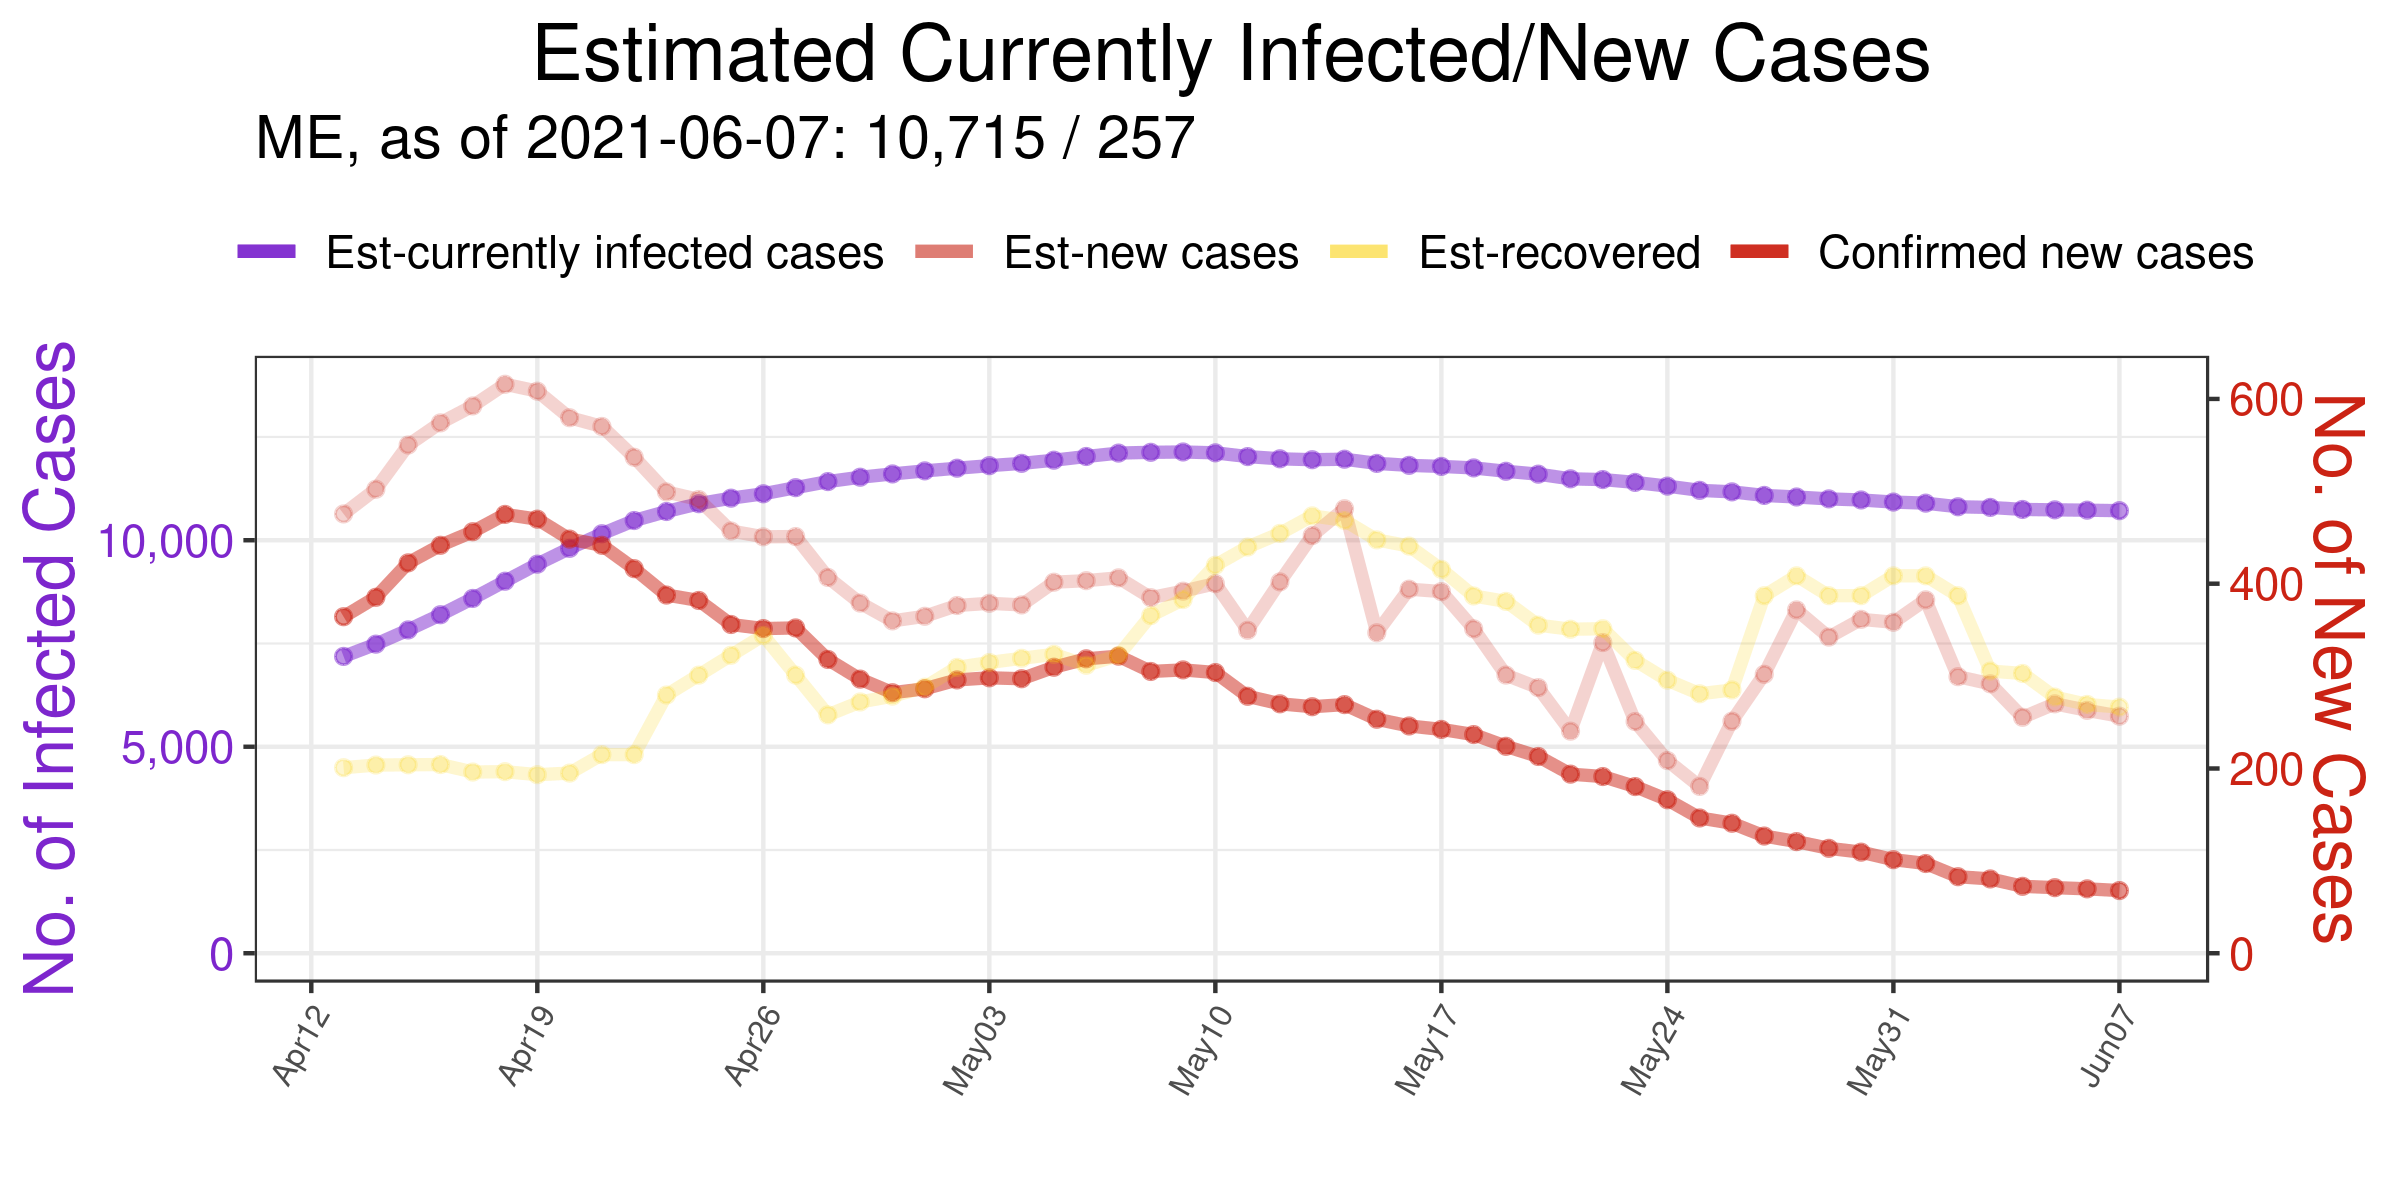 Estimated Currently Infected/New Cases
ME, as of 2021-06-07: 10,715 / 257
Est-currently infected cases Est-new cases Est-recovered Confirmed new cases
No. of Infected Cases
10,000
5,000
0
600
400
200
0
No. of New Cases
Apr12 Apr19 Apr26 May03 May10 May17 May24 May31 Jun07